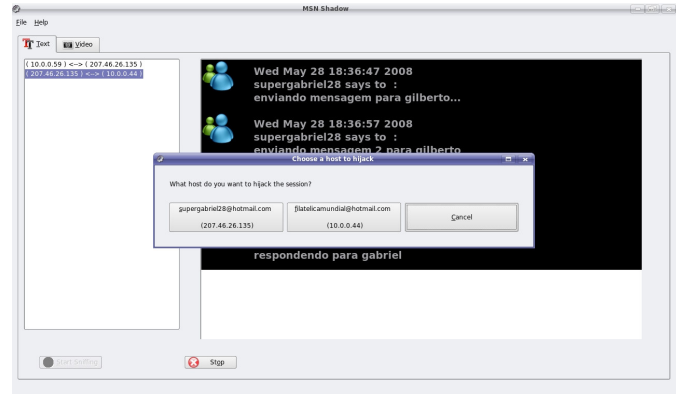 MSN Shadow
File Help
Text Video
( 10.0.0.59 ) <--> ( 207.46.26.135 )
( 207.46.26.135 ) <--> ( 10.0.0.44 )
Wed May 28 18:36:47 2008
supergabriel28 says to :
enviando mensagem para gilberto...
Wed May 28 18:36:57 2008
supergabriel28 says to :
enviando mensagem 2 para gilberto
Choose a host to hijack
What host do you want to hijack the session?
supergabriel28@hotmail.com
(207.46.26.135)
filatelicamundial@hotmail.com
(10.0.0.44)
Cancel
respondendo para gabriel
Start Sniffing
Stop